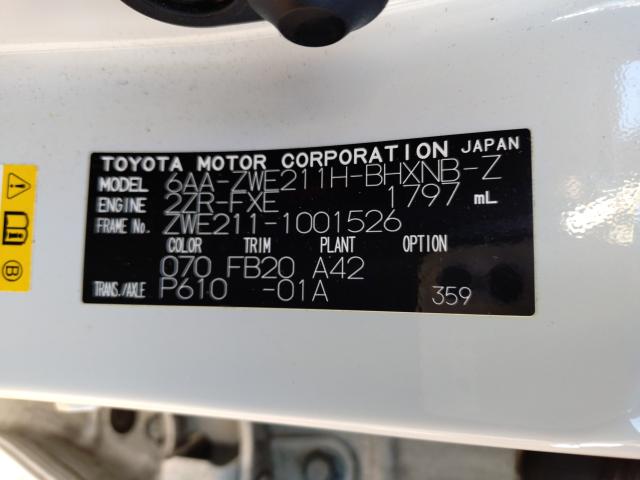 TOYOTA MOTOR CORPORATION JAPAN
MODEL 6AA-ZWE211H-BHXNB-Z
ENGINE 2ZR-FXE 1797 mL
FRAME No. ZWE211-1001526
COLOR TRIM PLANT OPTION
070 FB20 A42
TRANS./AXLE P610 -01A 359
B